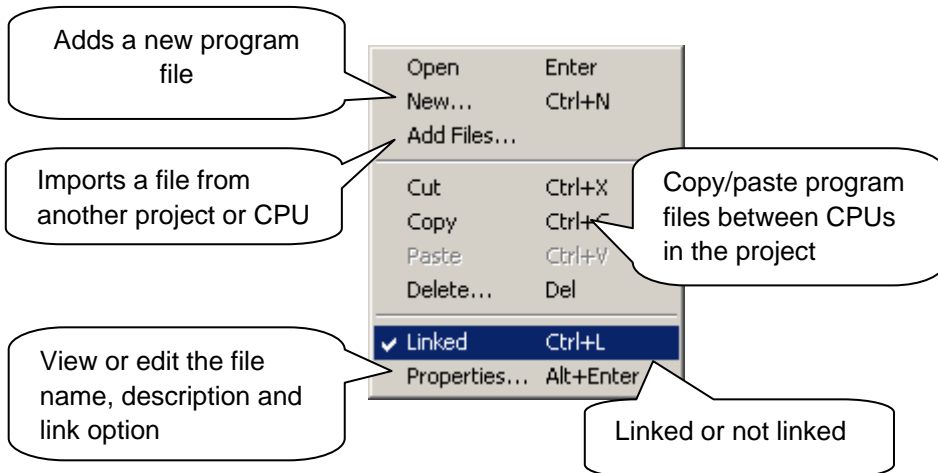 Adds a new program
file
Imports a file from
another project or CPU
View or edit the file
name, description and
link option
Open Enter
New... Ctrl+N
Add Files...
Cut Ctrl+X
Copy Ctrl+C
Paste Ctrl+V
Delete... Del
Linked Ctrl+L
Properties... Alt+Enter
Copy/paste program
files between CPUs
in the project
Linked or not linked